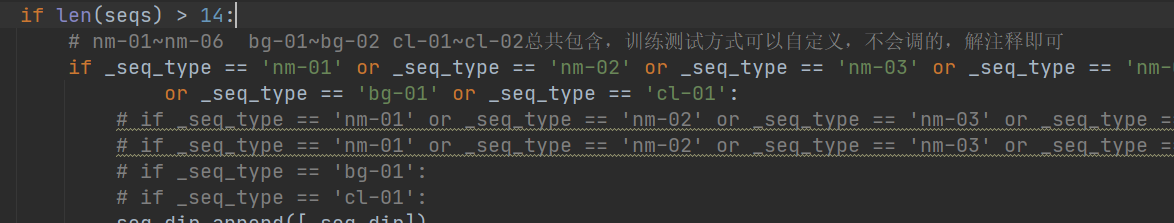 if len(seqs) > 14:
# nm-01~nm-06 bg-01~bg-02 cl-01~cl-02总共包含，训练测试方式可以自定义，不会调的，解注释即可
if _seq_type == 'nm-01' or _seq_type == 'nm-02' or _seq_type == 'nm-03' or _seq_type == 'nm-
or _seq_type == 'bg-01' or _seq_type == 'cl-01':
# if _seq_type == 'nm-01' or _seq_type == 'nm-02' or _seq_type == 'nm-03' or _seq_type =
# if _seq_type == 'nm-01' or _seq_type == 'nm-02' or _seq_type == 'nm-03' or _seq_type =
# if _seq_type == 'bg-01':
# if _seq_type == 'cl-01':
seq_dir.append([_seq_dir])